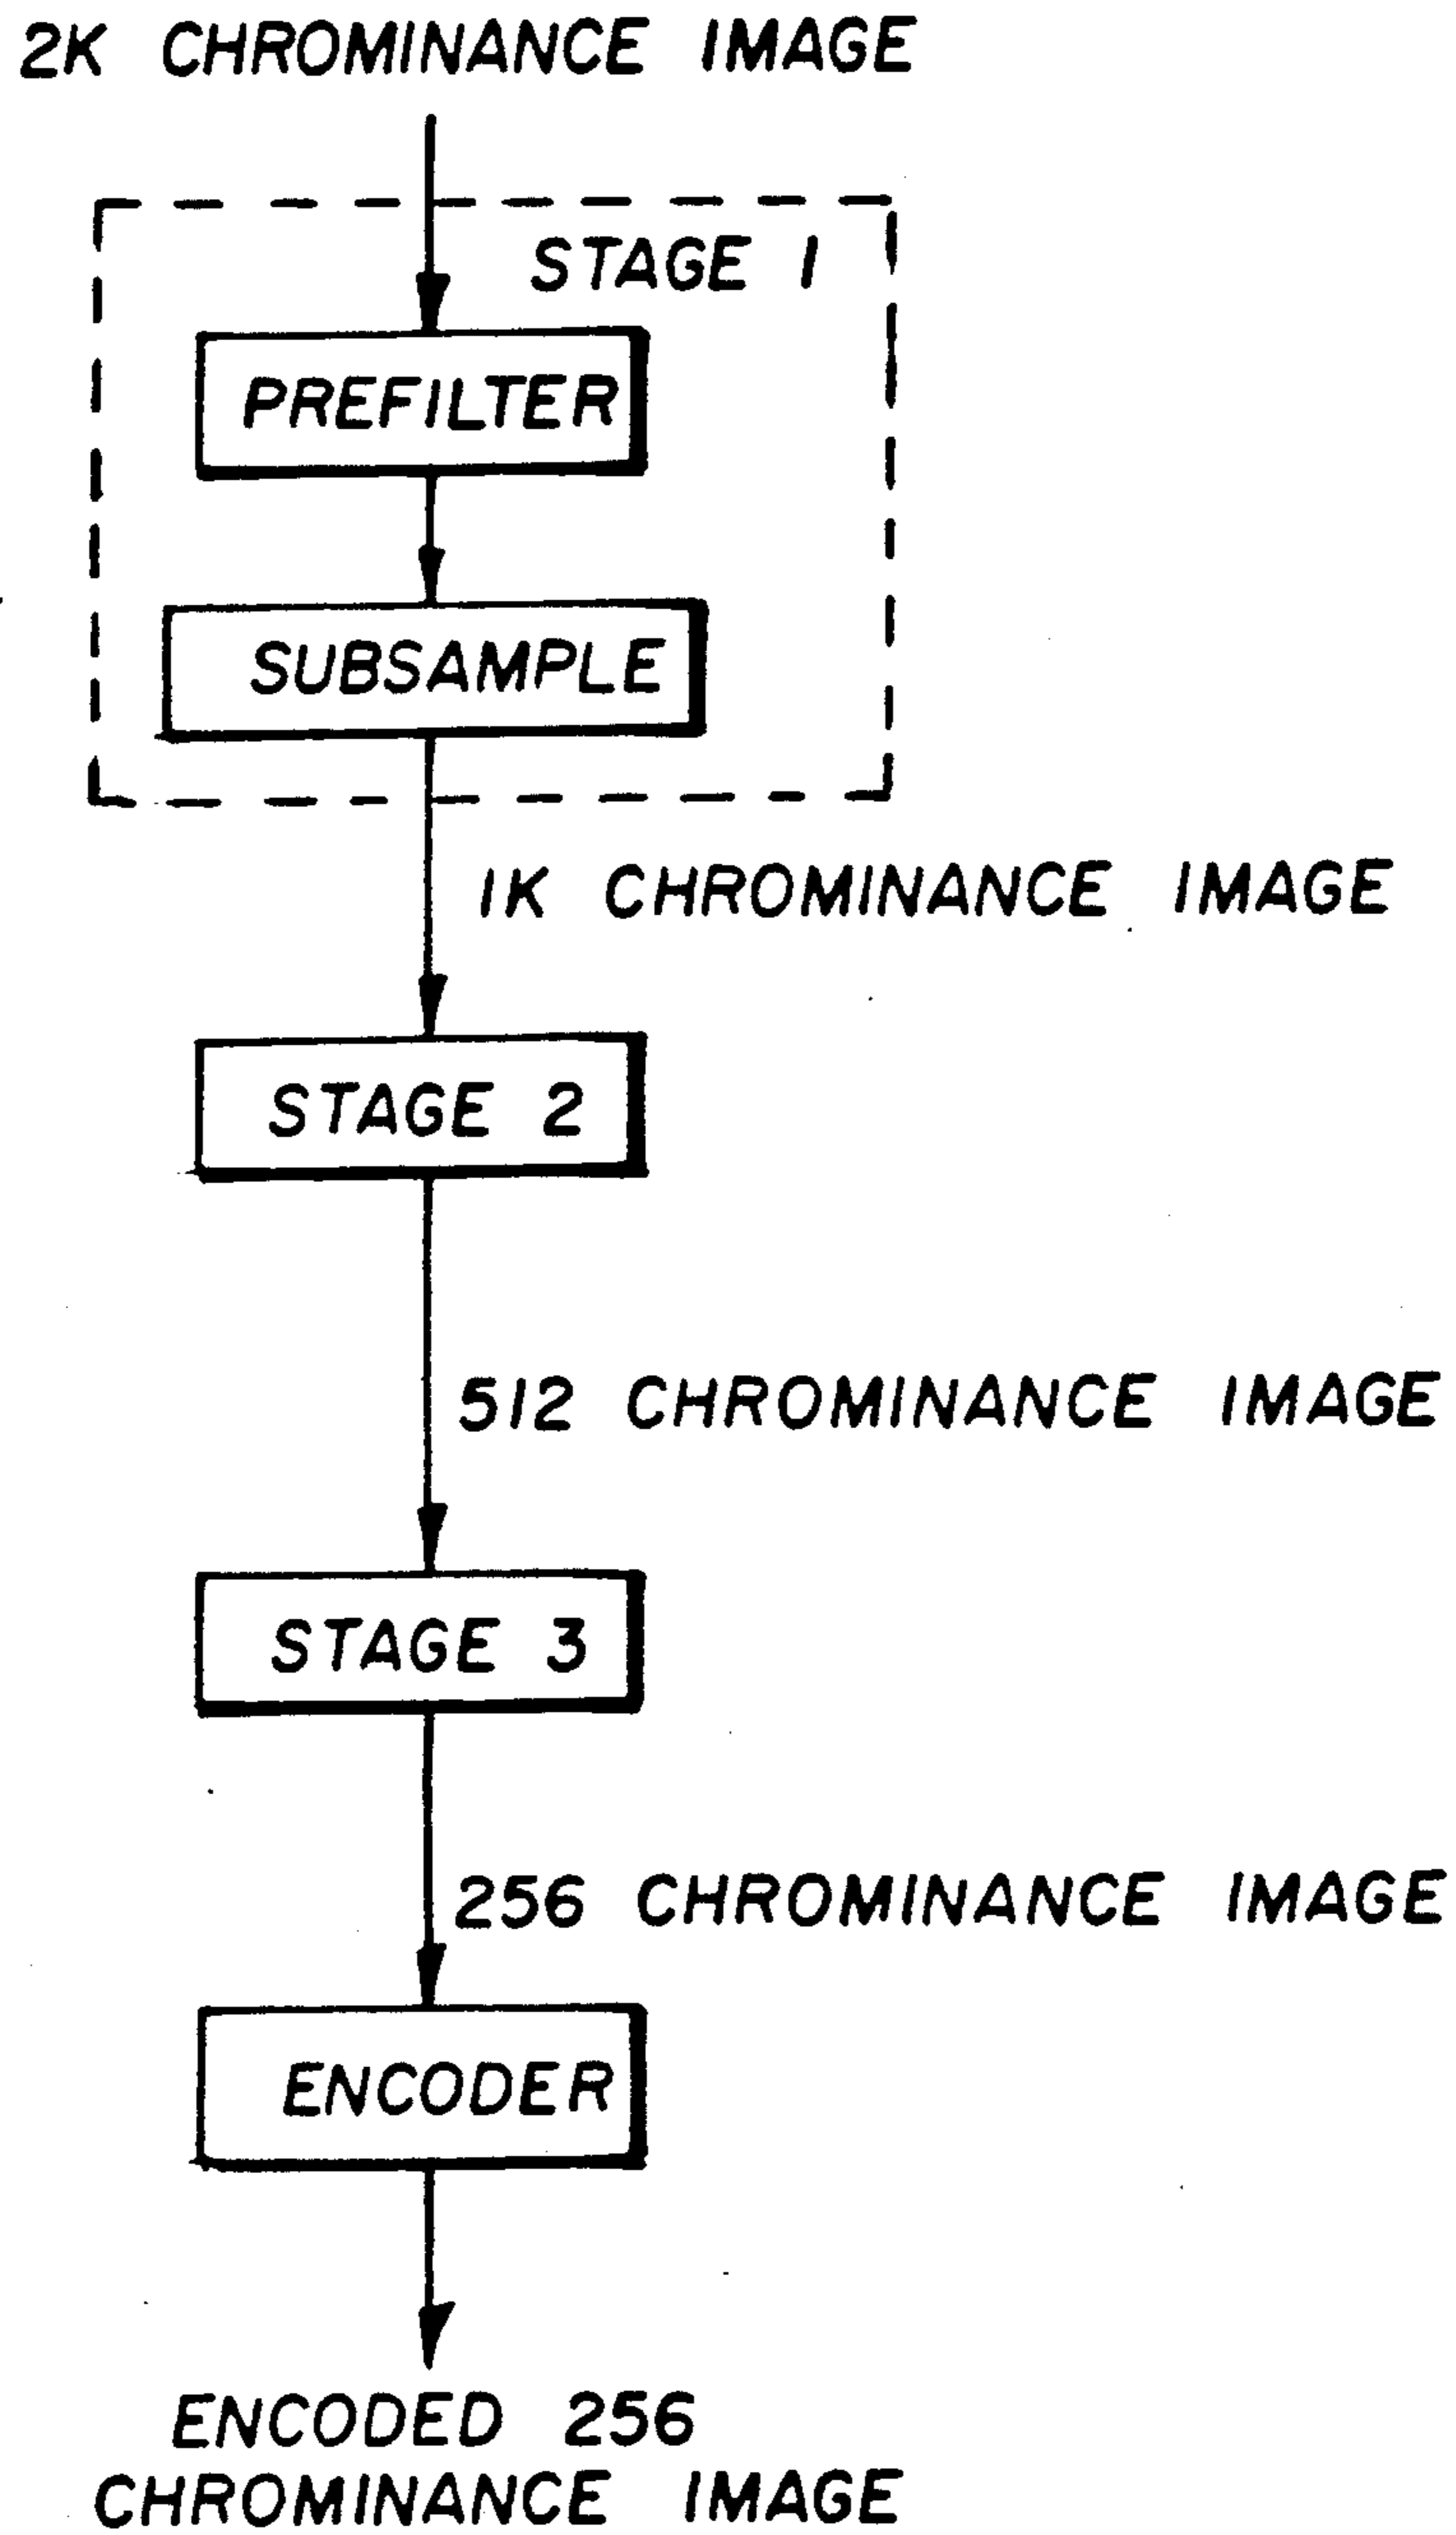 2K CHROMINANCE IMAGE
STAGE 1
PREFILTER
SUBSAMPLE
1K CHROMINANCE IMAGE
STAGE 2
512 CHROMINANCE IMAGE
STAGE 3
256 CHROMINANCE IMAGE
ENCODER
ENCODED 256
CHROMINANCE IMAGE